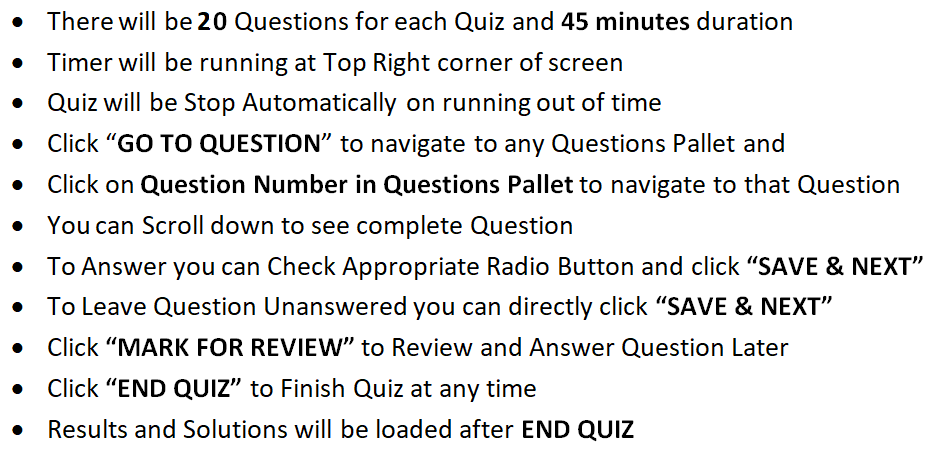 • There will be 20 Questions for each Quiz and 45 minutes duration
• Timer will be running at Top Right corner of screen
• Quiz will be Stop Automatically on running out of time
• Click “GO TO QUESTION” to navigate to any Questions Pallet and
• Click on Question Number in Questions Pallet to navigate to that Question
• You can Scroll down to see complete Question
• To Answer you can Check Appropriate Radio Button and click “SAVE & NEXT”
• To Leave Question Unanswered you can directly click “SAVE & NEXT”
• Click “MARK FOR REVIEW” to Review and Answer Question Later
• Click “END QUIZ” to Finish Quiz at any time
• Results and Solutions will be loaded after END QUIZ